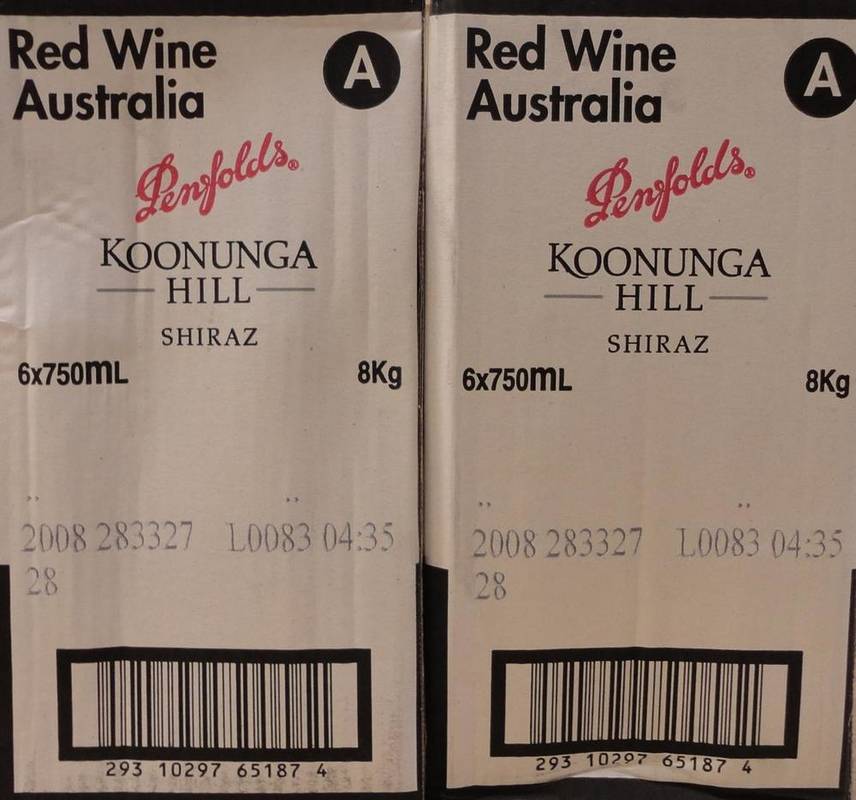 Red Wine
Australia
A
Penfolds®
KOONUNGA
HILL
SHIRAZ
6x750mL 8Kg
2008 283327 L0083 04:35
28
293 10297 65187 4
Red Wine
Australia
A
Penfolds®
KOONUNGA
HILL
SHIRAZ
6x750mL 8Kg
2008 283327 L0083 04:35
28
293 10297 65187 4